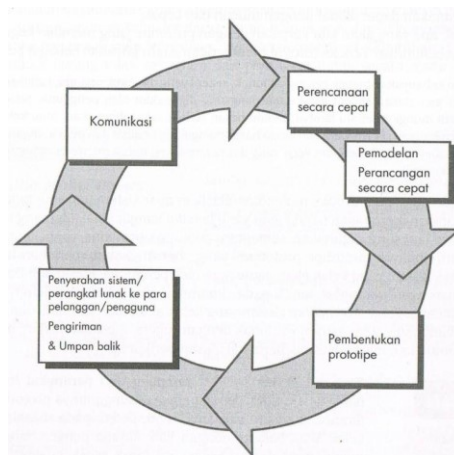 Komunikasi
Perencanaan
secara cepat
Pemodelan
Perancangan
secara cepat
Pembentukan
prototipe
Penyerahan sistem/
perangkat lunak ke para
pelanggan/pengguna
Pengiriman
& Umpan balik